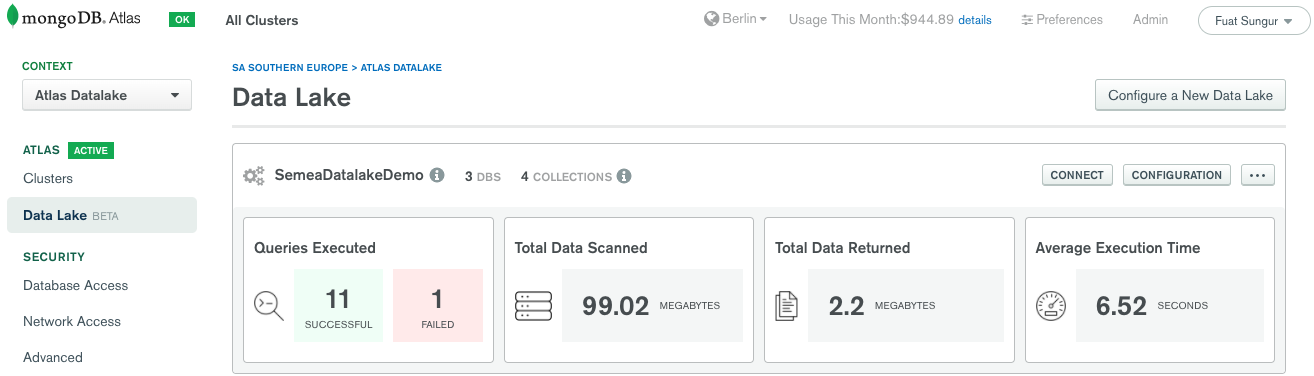 mongoDB. Atlas OK All Clusters Berlin Usage This Month:$944.89 details Preferences Admin Fuat Sungur
CONTEXT
Atlas Datalake
ATLAS ACTIVE
Clusters
Data Lake BETA
SECURITY
Database Access
Network Access
Advanced
SA SOUTHERN EUROPE > ATLAS DATALAKE
Data Lake
Configure a New Data Lake
SemeaDatalakeDemo i 3 DBS 4 COLLECTIONS i CONNECT CONFIGURATION ...
Queries Executed
11
SUCCESSFUL
1
FAILED
Total Data Scanned
99.02 MEGABYTES
Total Data Returned
2.2 MEGABYTES
Average Execution Time
6.52 SECONDS